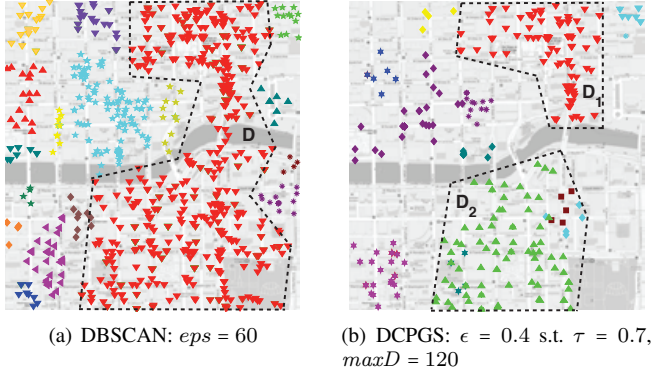 D
D1
D2
(a) DBSCAN: eps = 60
(b) DCPGS: ϵ = 0.4 s.t. τ = 0.7,
maxD = 120